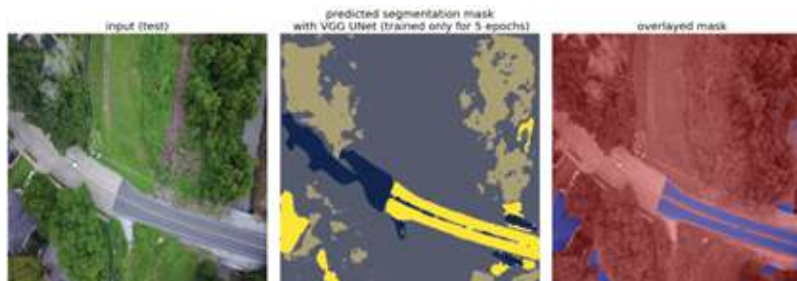 input (test)
predicted segmentation mask
with VGG UNet (trained only for 5 epochs)
overlayed mask